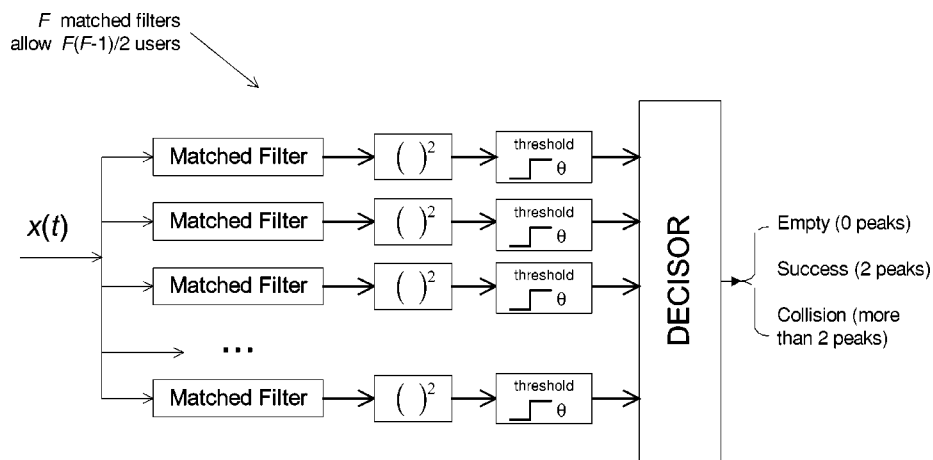 F matched filters
allow F(F-1)/2 users
x(t)
Matched Filter
( )²
threshold
θ
Matched Filter
( )²
threshold
θ
Matched Filter
( )²
threshold
θ
...
Matched Filter
( )²
threshold
θ
DECISOR
Empty (0 peaks)
Success (2 peaks)
Collision (more
than 2 peaks)